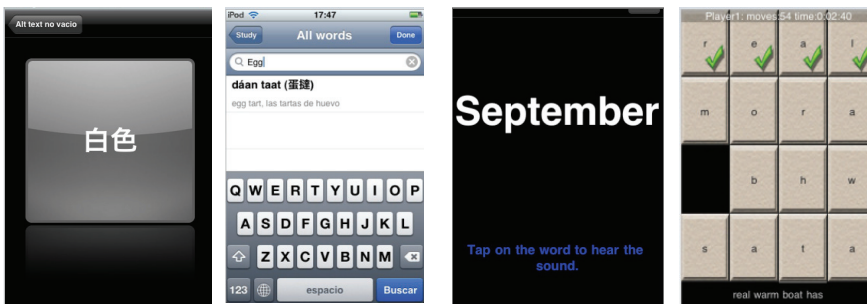 Alt text no vacio
白色
iPod 17:47
Study All words Done
Egg
dáan taat (蛋撻)
egg tart, las tartas de huevo
Q W E R T Y U I O P
A S D F G H J K L
Z X C V B N M
123 espacio Buscar
September
Tap on the word to hear the
sound.
Player1: moves:54 time:0:02:40
r e a l
m o r a
b h w
s a t a
real warm boat has